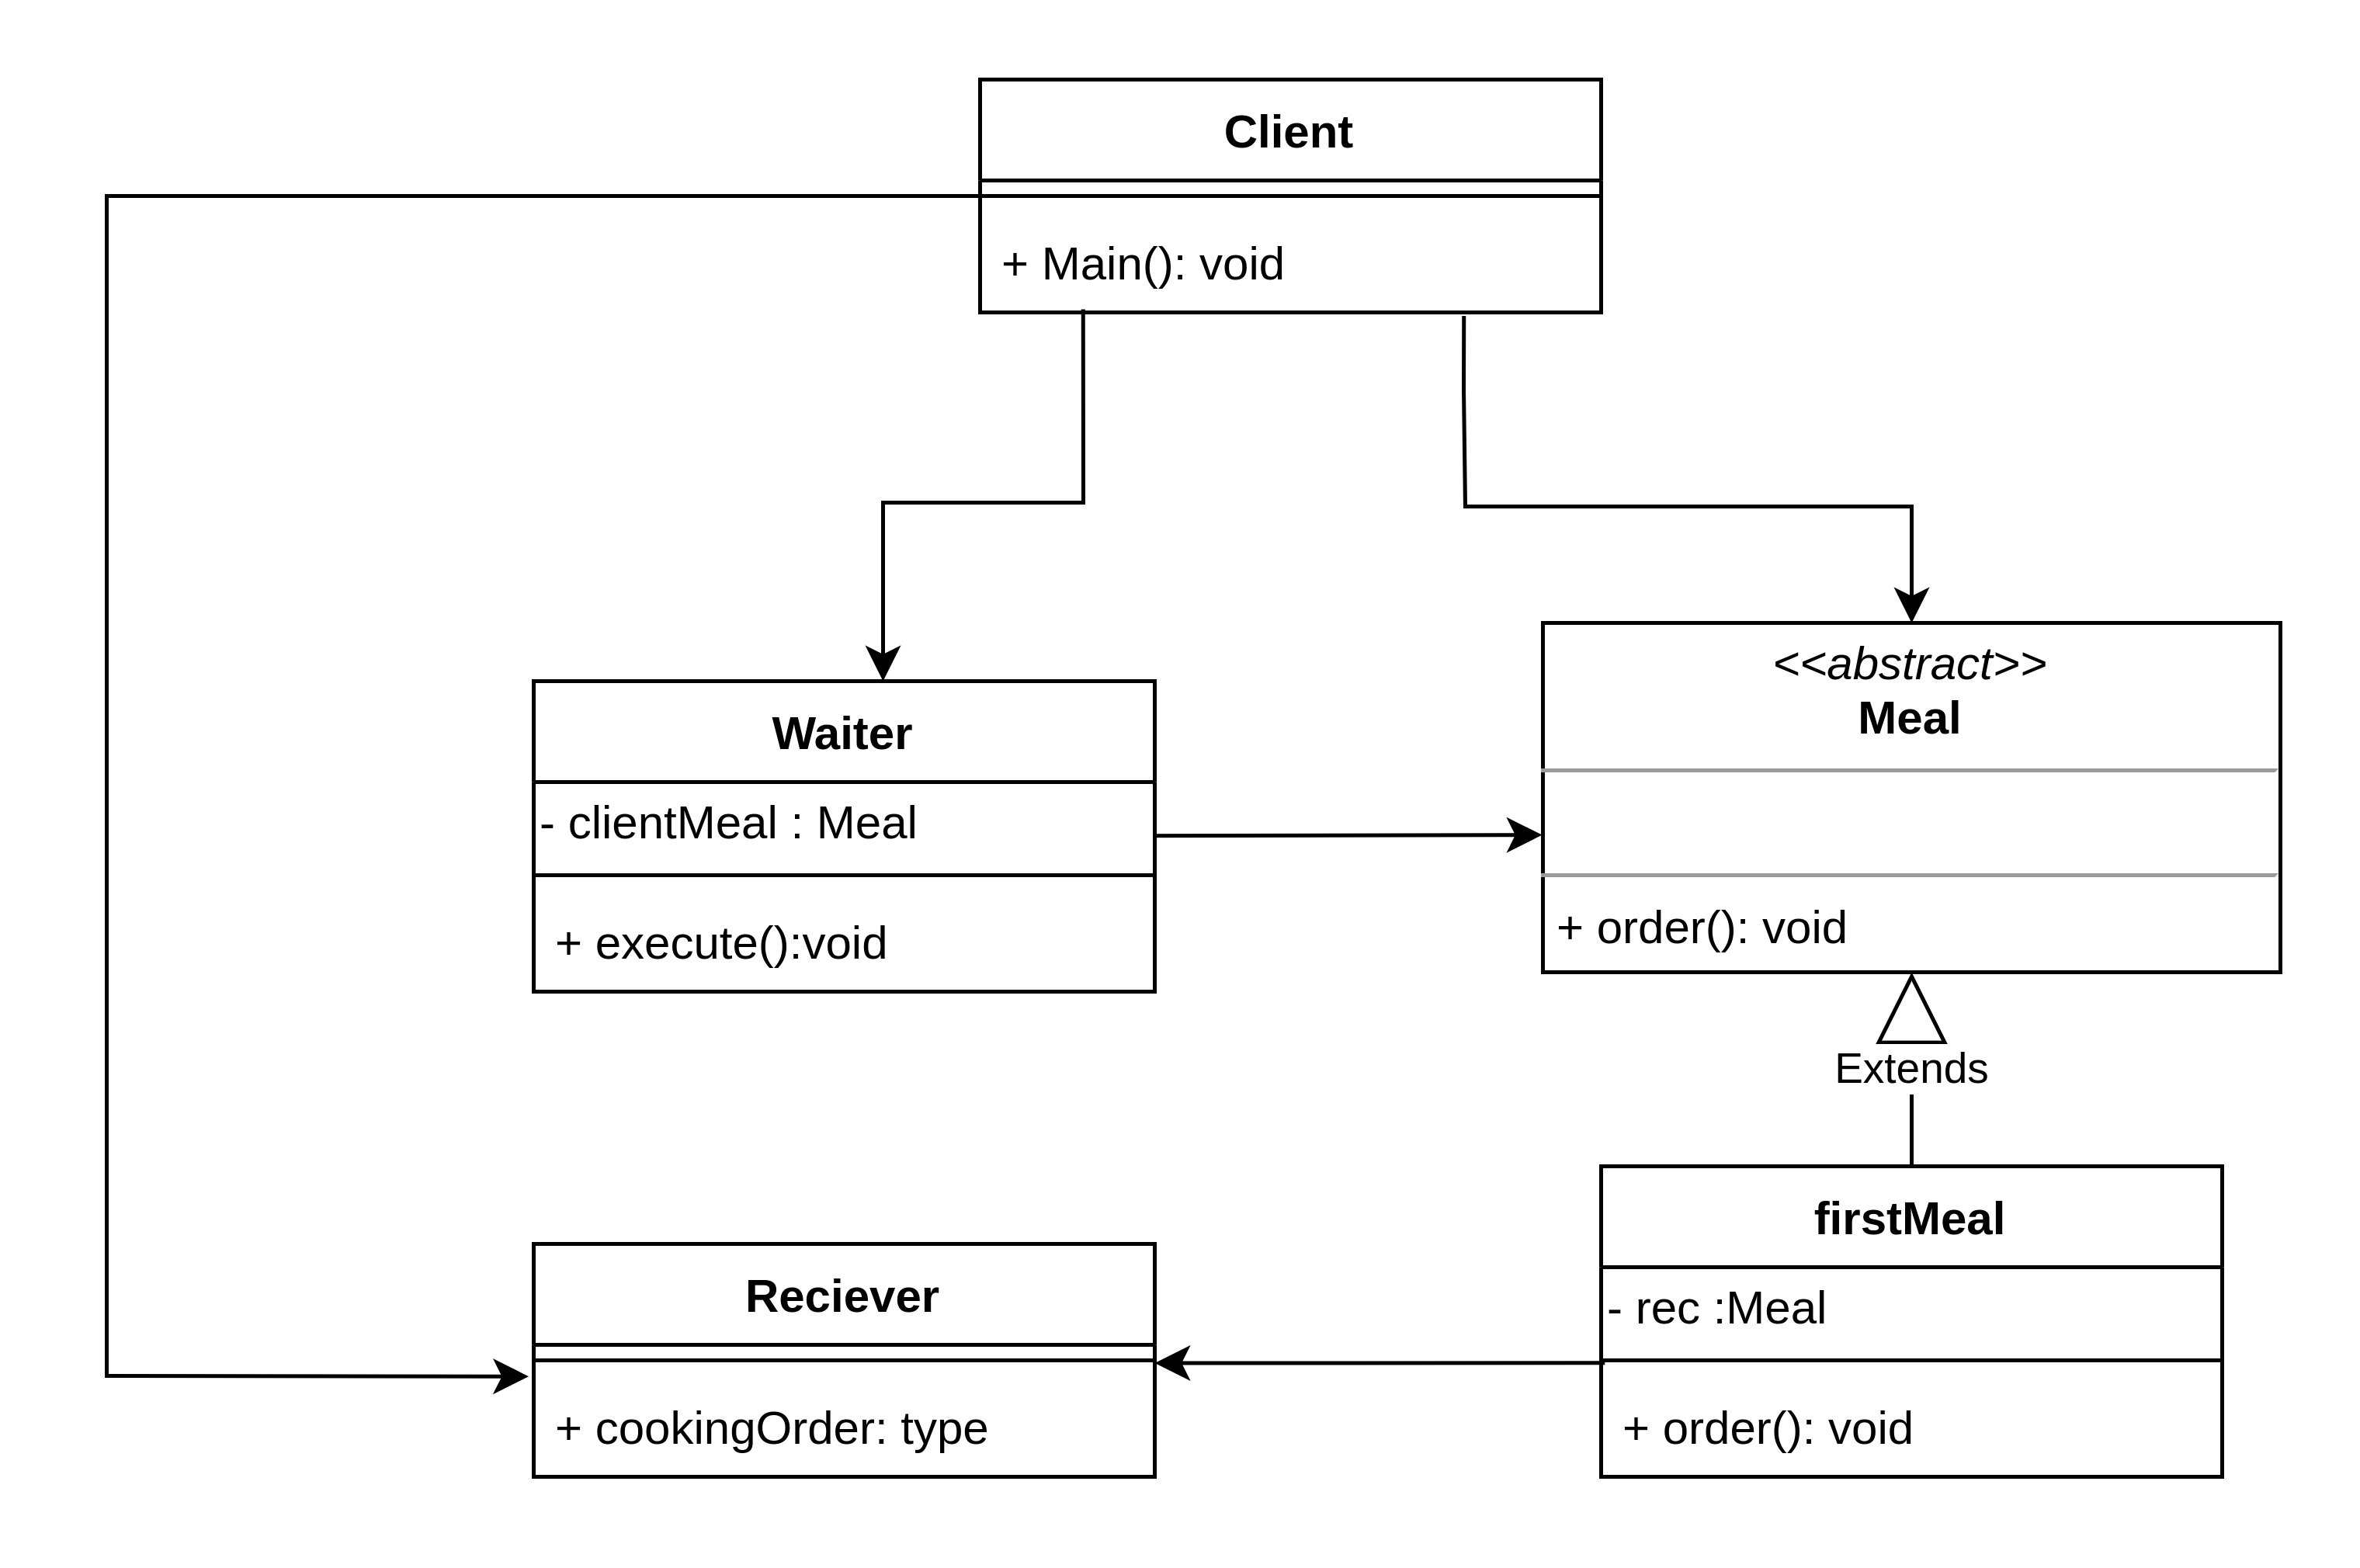 Client
+ Main(): void
<<abstract>>
Meal
Waiter
- clientMeal : Meal
+ execute():void
+ order(): void
Extends
firstMeal
- rec :Meal
+ order(): void
Reciever
+ cookingOrder: type